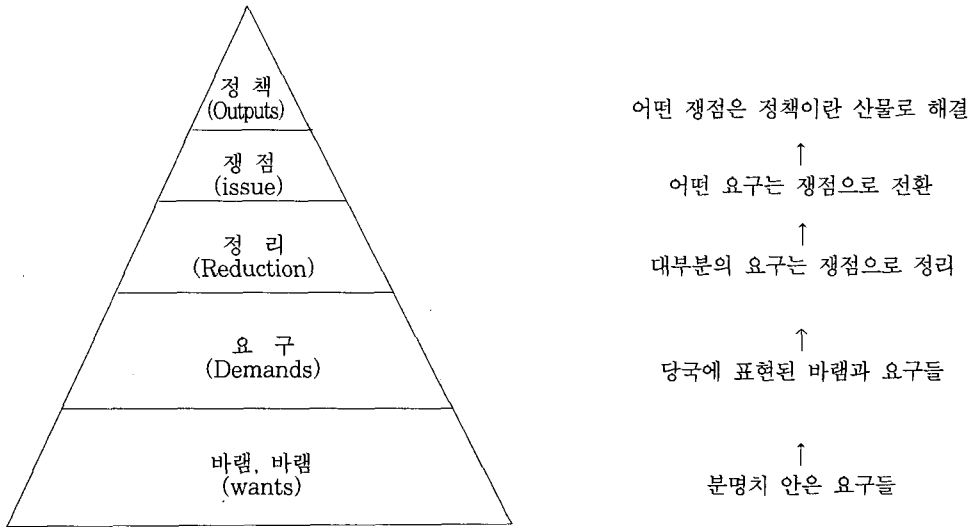 정 책
(Outputs)
어떤 쟁점은 정책이란 산물로 해결
↑
쟁 점
(issue)
어떤 요구는 쟁점으로 전환
↑
정 리
(Reduction)
대부분의 요구는 쟁점으로 정리
↑
요 구
(Demands)
당국에 표현된 바램과 요구들
↑
바램, 바램
(wants)
분명치 안은 요구들